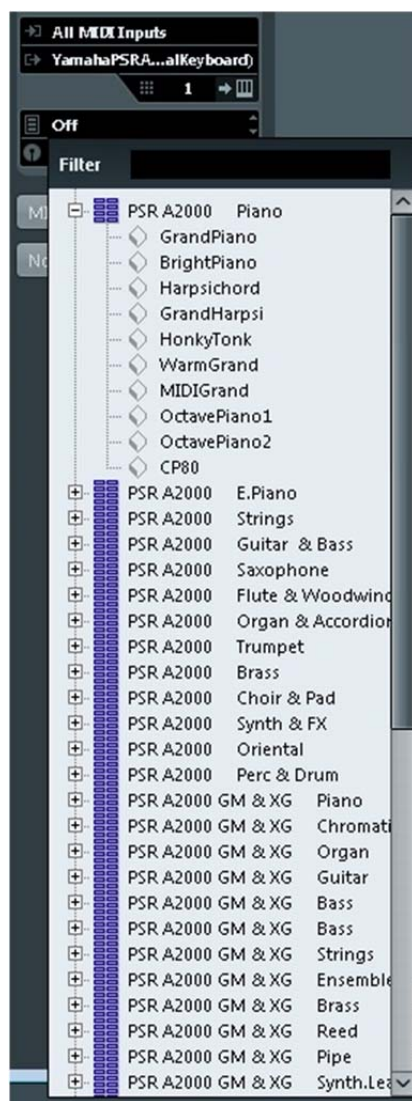 All MIDI Inputs
YamahaPSRA...alKeyboard)
1
Off
Filter
PSR A2000 Piano
GrandPiano
BrightPiano
Harpsichord
GrandHarpsi
HonkyTonk
WarmGrand
MIDIGrand
OctavePiano1
OctavePiano2
CP80
PSR A2000 E.Piano
PSR A2000 Strings
PSR A2000 Guitar & Bass
PSR A2000 Saxophone
PSR A2000 Flute & Woodwind
PSR A2000 Organ & Accordion
PSR A2000 Trumpet
PSR A2000 Brass
PSR A2000 Choir & Pad
PSR A2000 Synth & FX
PSR A2000 Oriental
PSR A2000 Perc & Drum
PSR A2000 GM & XG Piano
PSR A2000 GM & XG Chromati
PSR A2000 GM & XG Organ
PSR A2000 GM & XG Guitar
PSR A2000 GM & XG Bass
PSR A2000 GM & XG Bass
PSR A2000 GM & XG Strings
PSR A2000 GM & XG Ensemble
PSR A2000 GM & XG Brass
PSR A2000 GM & XG Reed
PSR A2000 GM & XG Pipe
PSR A2000 GM & XG Synth.Lea